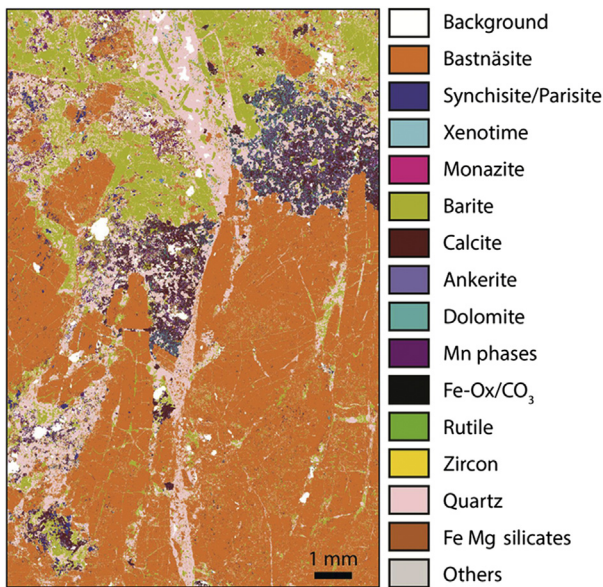 Background
Bastnäsite
Synchisite/Parisite
Xenotime
Monazite
Barite
Calcite
Ankerite
Dolomite
Mn phases
Fe-Ox/CO₃
Rutile
Zircon
Quartz
Fe Mg silicates
Others
1 mm